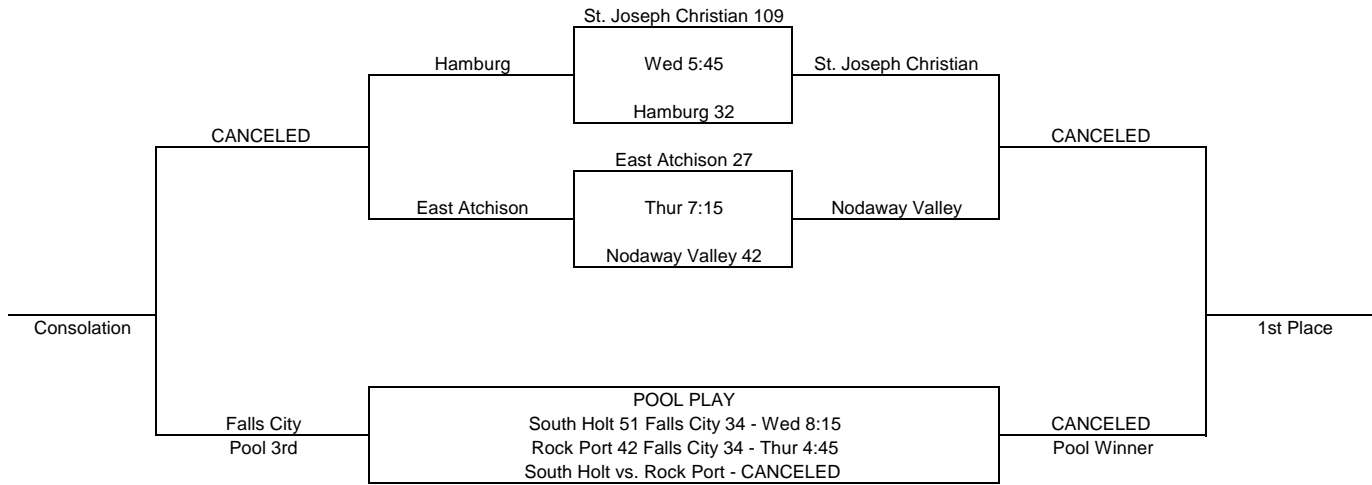 St. Joseph Christian 109
Hamburg
Wed 5:45
St. Joseph Christian
Hamburg 32
CANCELED
CANCELED
East Atchison 27
East Atchison
Thur 7:15
Nodaway Valley
Nodaway Valley 42
Consolation
1st Place
POOL PLAY
Falls City
South Holt 51 Falls City 34 - Wed 8:15
CANCELED
Pool 3rd
Rock Port 42 Falls City 34 - Thur 4:45
Pool Winner
South Holt vs. Rock Port - CANCELED